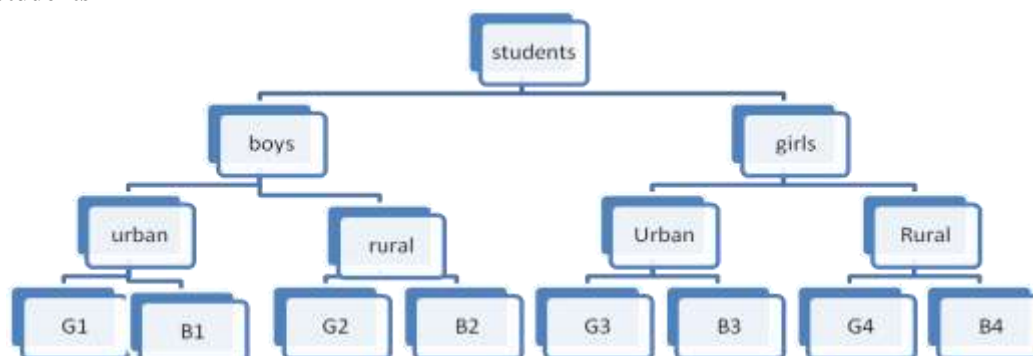 students
boys
girls
urban
rural
Urban
Rural
G1
B1
G2
B2
G3
B3
G4
B4